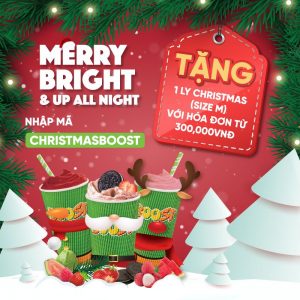 MERRY
BRIGHT
& UP ALL NIGHT
NHẬP MÃ
CHRISTMASBOOST
TẶNG
1 LY CHRISTMAS
(SIZE M)
VỚI HÓA ĐƠN TỪ
300,000VNĐ
BOOST